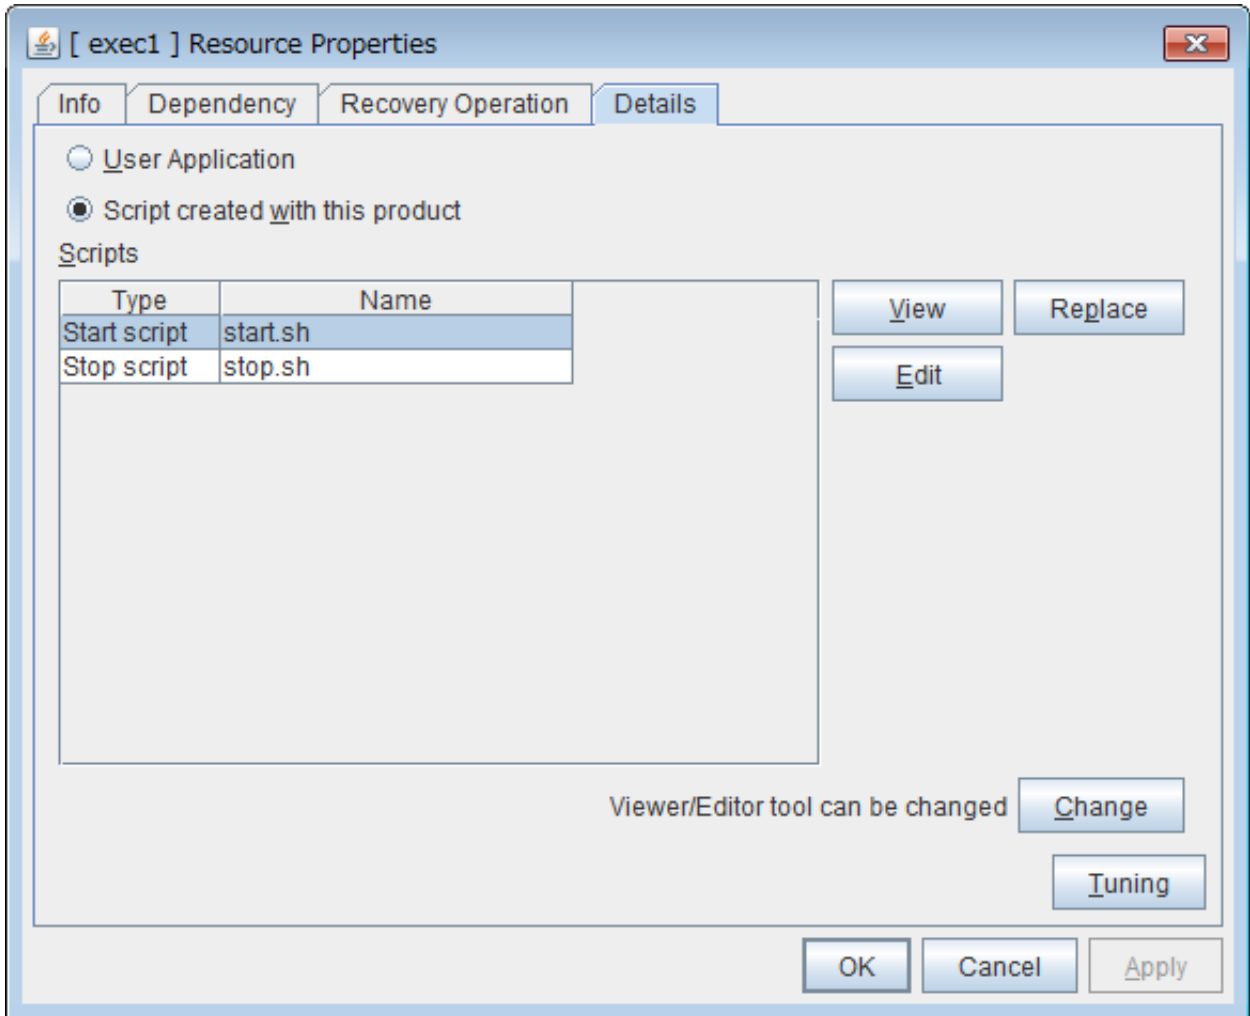 [ exec1 ] Resource Properties
Info Dependency Recovery Operation Details
User Application
Script created with this product
Scripts
Type Name
Start script start.sh
Stop script stop.sh
View Replace
Edit
Viewer/Editor tool can be changed Change
Tuning
OK Cancel Apply